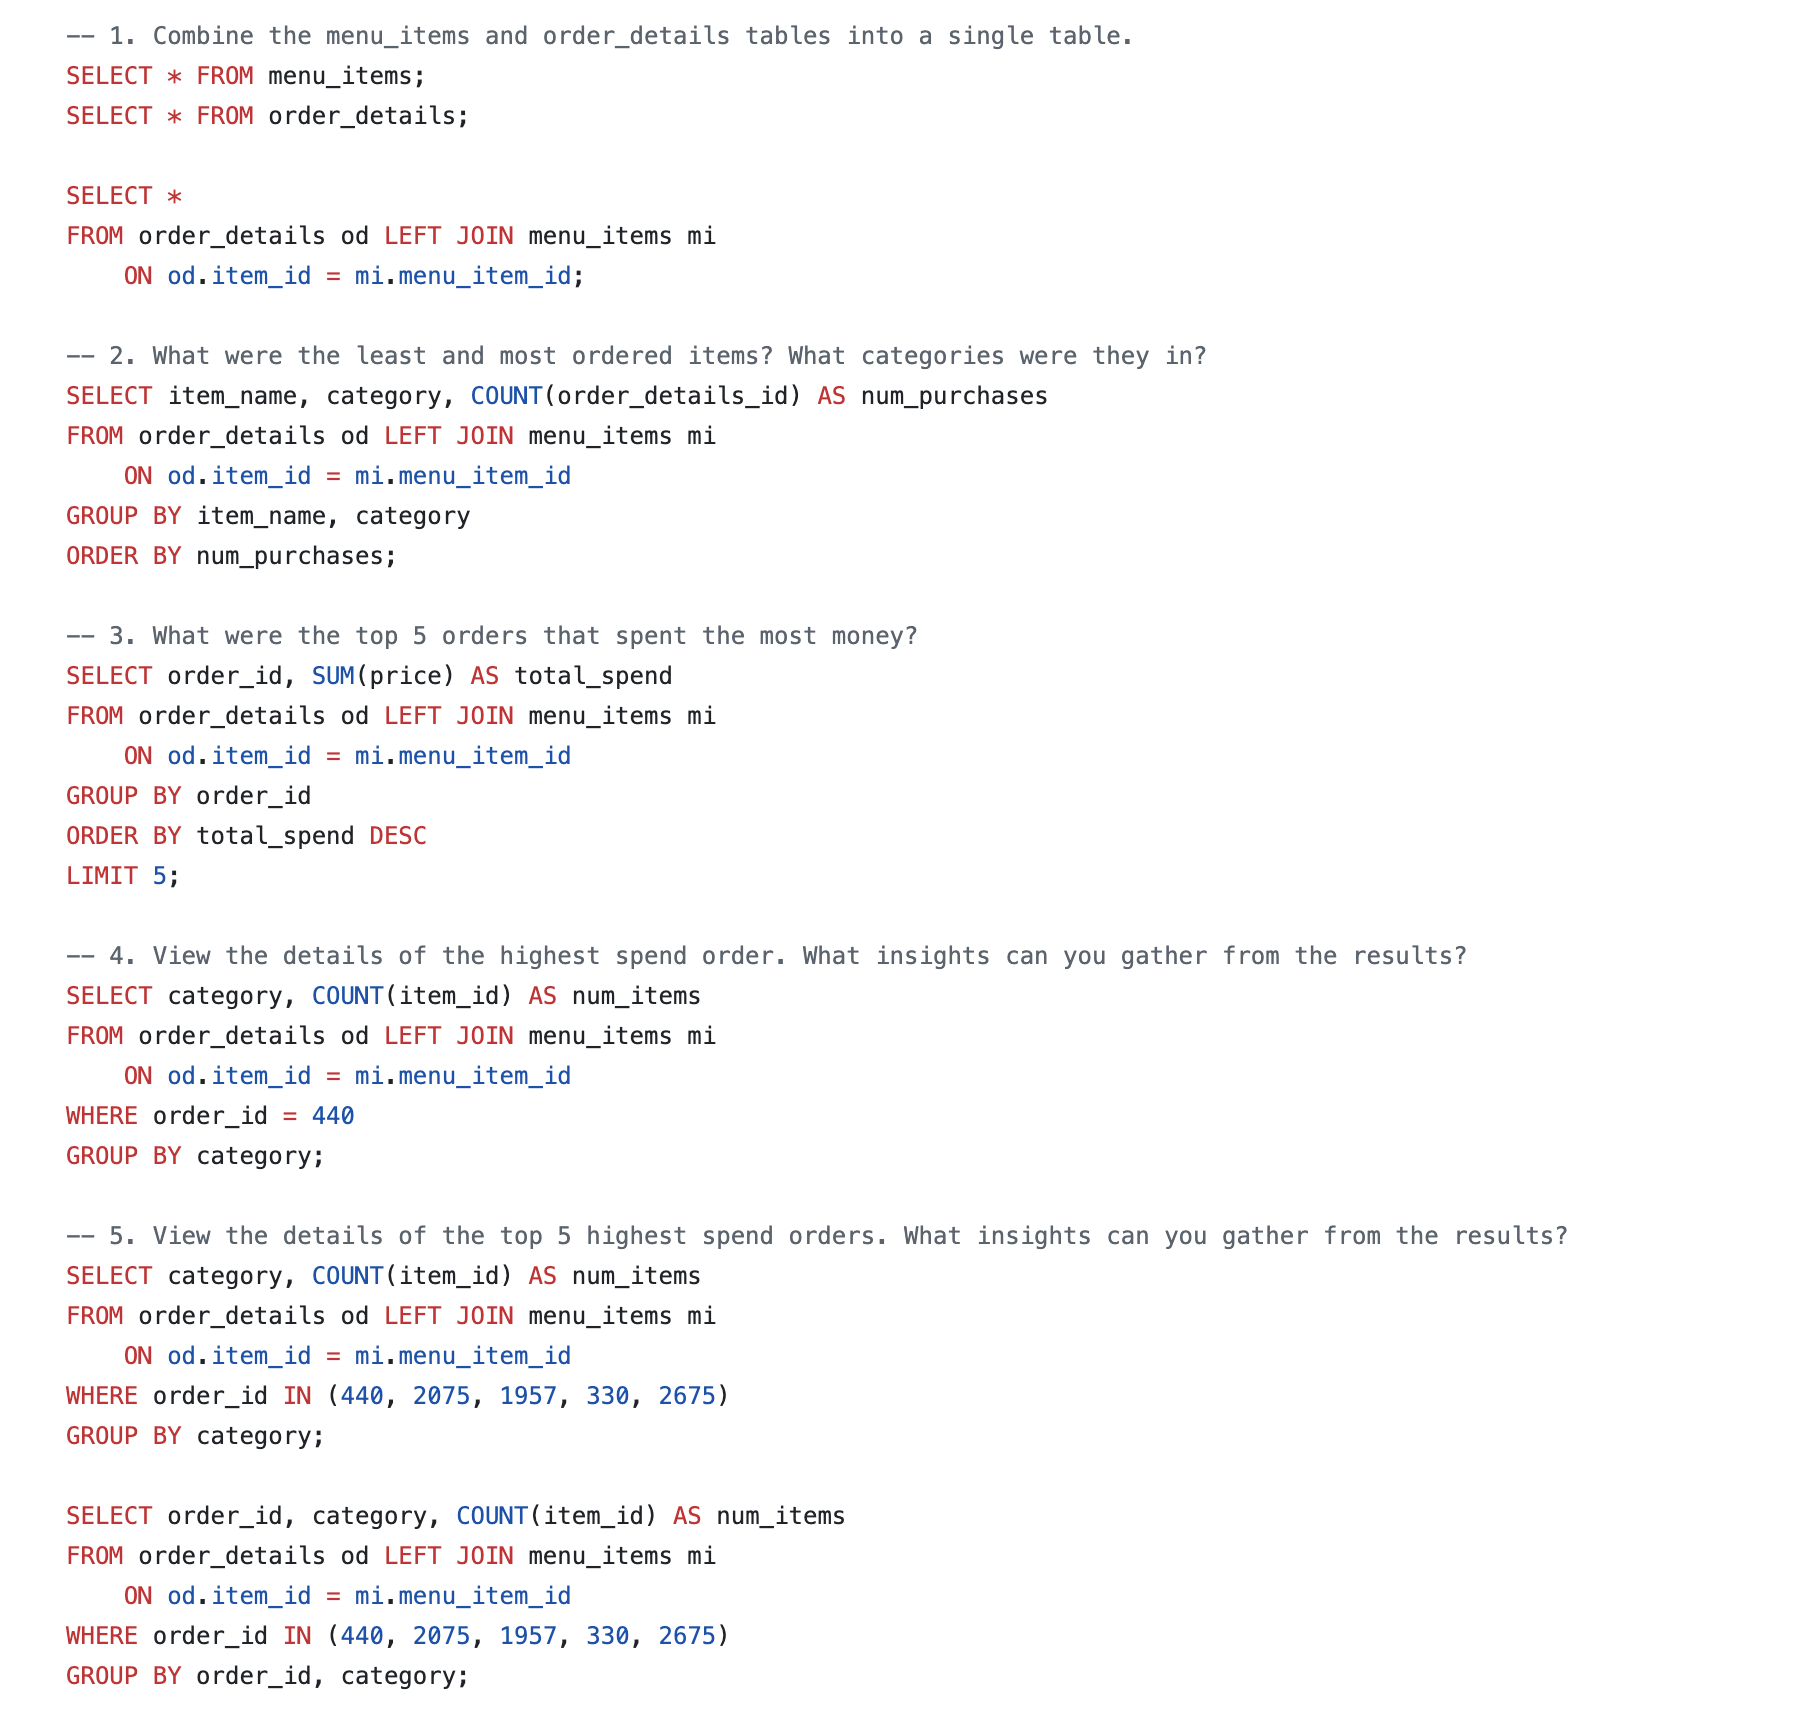 -- 1. Combine the menu_items and order_details tables into a single table.
SELECT * FROM menu_items;
SELECT * FROM order_details;

SELECT *
FROM order_details od LEFT JOIN menu_items mi
    ON od.item_id = mi.menu_item_id;

-- 2. What were the least and most ordered items? What categories were they in?
SELECT item_name, category, COUNT(order_details_id) AS num_purchases
FROM order_details od LEFT JOIN menu_items mi
    ON od.item_id = mi.menu_item_id
GROUP BY item_name, category
ORDER BY num_purchases;

-- 3. What were the top 5 orders that spent the most money?
SELECT order_id, SUM(price) AS total_spend
FROM order_details od LEFT JOIN menu_items mi
    ON od.item_id = mi.menu_item_id
GROUP BY order_id
ORDER BY total_spend DESC
LIMIT 5;

-- 4. View the details of the highest spend order. What insights can you gather from the results?
SELECT category, COUNT(item_id) AS num_items
FROM order_details od LEFT JOIN menu_items mi
    ON od.item_id = mi.menu_item_id
WHERE order_id = 440
GROUP BY category;

-- 5. View the details of the top 5 highest spend orders. What insights can you gather from the results?
SELECT category, COUNT(item_id) AS num_items
FROM order_details od LEFT JOIN menu_items mi
    ON od.item_id = mi.menu_item_id
WHERE order_id IN (440, 2075, 1957, 330, 2675)
GROUP BY category;

SELECT order_id, category, COUNT(item_id) AS num_items
FROM order_details od LEFT JOIN menu_items mi
    ON od.item_id = mi.menu_item_id
WHERE order_id IN (440, 2075, 1957, 330, 2675)
GROUP BY order_id, category;